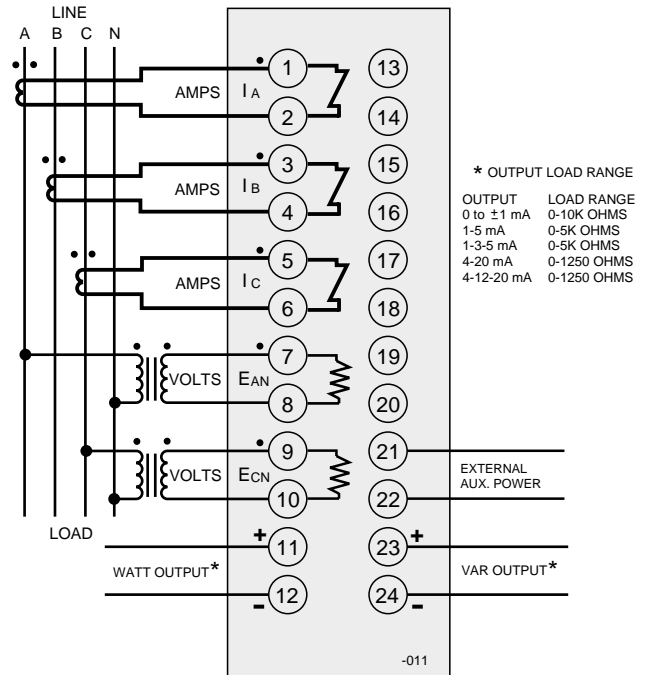 LINE
A B C N
AMPS I A
1 13
2 14
AMPS I B
3 15
4 16
AMPS I C
5 17
6 18
VOLTS EAN
7 19
8 20
VOLTS ECN
9 21
10 22
LOAD
+ 11 23 +
WATT OUTPUT*
- 12 24 -
* OUTPUT LOAD RANGE
OUTPUT LOAD RANGE
0 to ±1 mA 0-10K OHMS
1-5 mA 0-5K OHMS
1-3-5 mA 0-5K OHMS
4-20 mA 0-1250 OHMS
4-12-20 mA 0-1250 OHMS
EXTERNAL
AUX. POWER
VAR OUTPUT*
-011